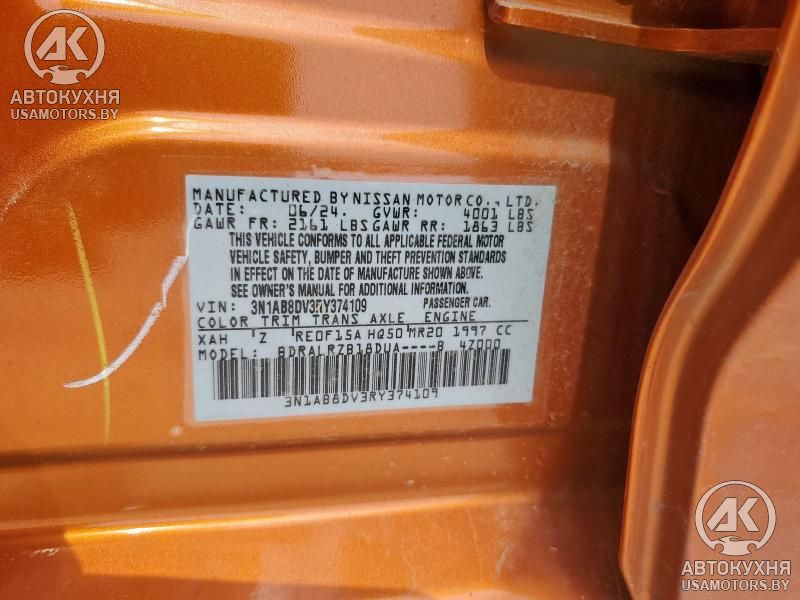 AK
АВТОКУХНЯ
USAMOTORS.BY
MANUFACTURED BY NISSAN MOTOR CO., LTD.
DATE: 06/24. GVWR: 4001 LBS
GAWR FR: 2161 LBS GAWR RR: 1863 LBS
THIS VEHICLE CONFORMS TO ALL APPLICABLE FEDERAL MOTOR
VEHICLE SAFETY, BUMPER AND THEFT PREVENTION STANDARDS
IN EFFECT ON THE DATE OF MANUFACTURE SHOWN ABOVE.
SEE OWNER'S MANUAL FOR ADDITIONAL INFORMATION.
VIN: 3N1AB8DV3RY374109 PASSENGER CAR.
COLOR TRIM TRANS AXLE ENGINE
XAH Z RE0F15A HQ50 MR20 1997 CC
MODEL: BDRALRZB18DUA----B 4Z000
3N1AB8DV3RY374109
AK
АВТОКУХНЯ
USAMOTORS.BY